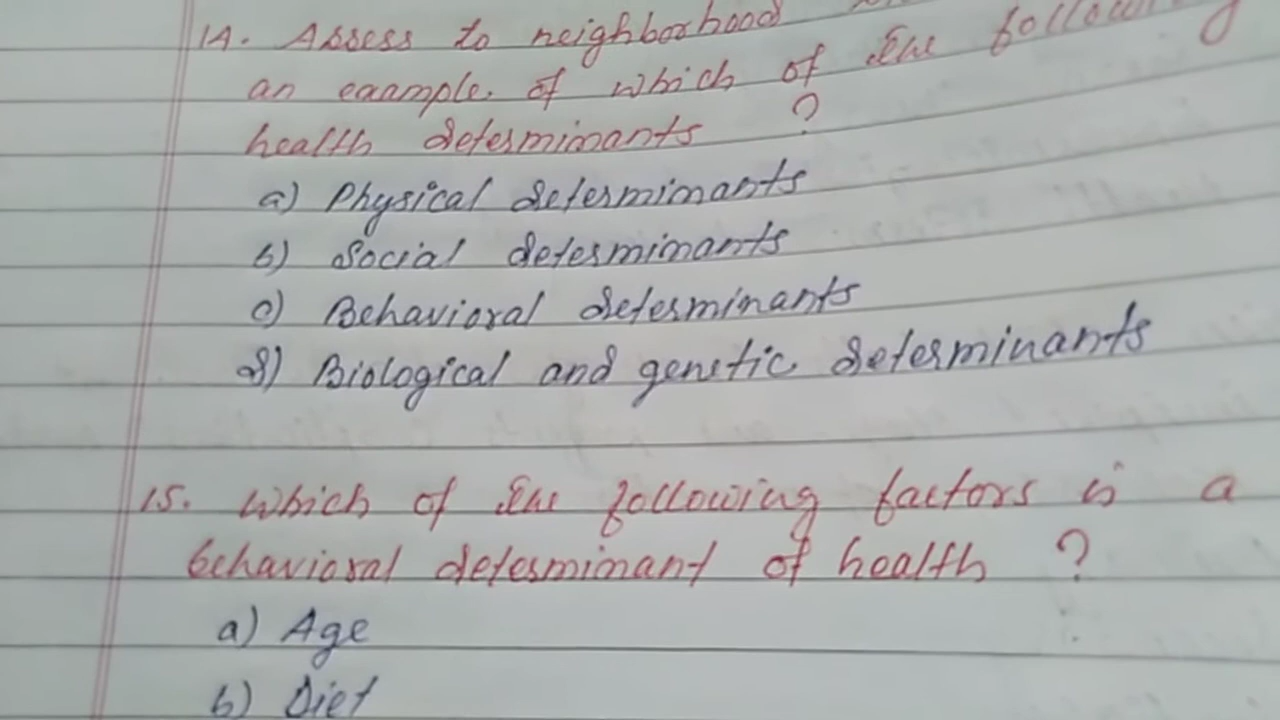 14. Assess to neighborhood
an example of which of the following
health determinants ?
a) Physical determinants
b) Social determinants
c) Behavioral determinants
d) Biological and genetic determinants
15. Which of the following factors is a
behavioral determinant of health ?
a) Age
b) Diet